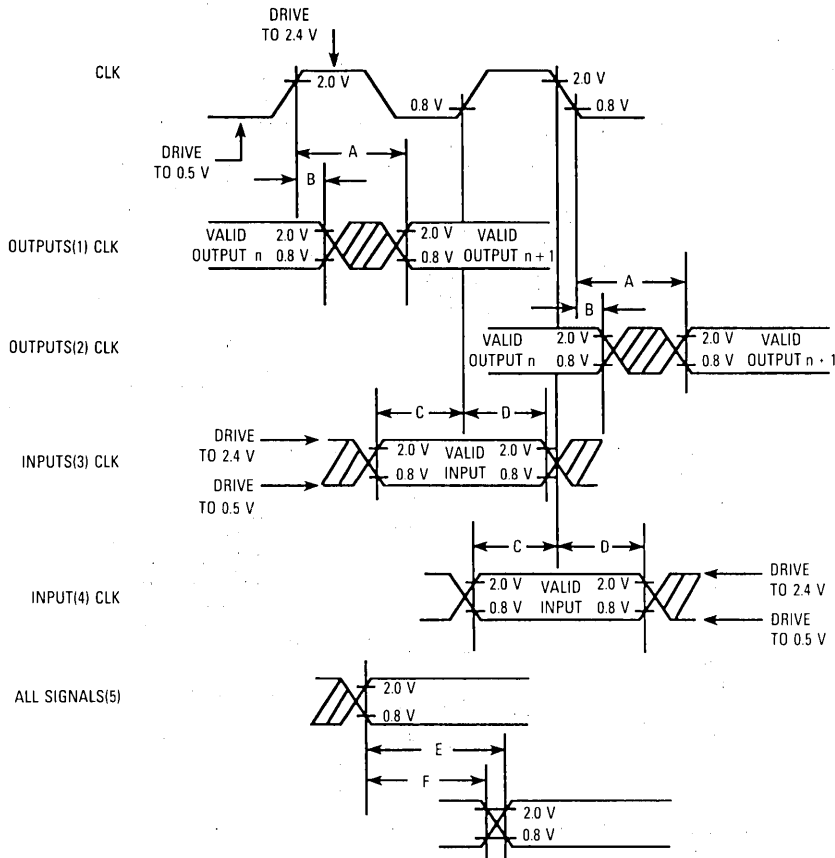 DRIVE
TO 2.4 V
CLK
2.0 V
0.8 V
2.0 V
0.8 V
DRIVE
TO 0.5 V
A
B
OUTPUTS(1) CLK
VALID
OUTPUT n
2.0 V
0.8 V
2.0 V
0.8 V
VALID
OUTPUT n + 1
A
B
OUTPUTS(2) CLK
VALID
OUTPUT n
2.0 V
0.8 V
2.0 V
0.8 V
VALID
OUTPUT n + 1
C
D
INPUTS(3) CLK
DRIVE
TO 2.4 V
DRIVE
TO 0.5 V
2.0 V
0.8 V
VALID
INPUT
2.0 V
0.8 V
C
D
INPUT(4) CLK
2.0 V
0.8 V
VALID
INPUT
2.0 V
0.8 V
DRIVE
TO 2.4 V
DRIVE
TO 0.5 V
ALL SIGNALS(5)
2.0 V
0.8 V
E
F
2.0 V
0.8 V